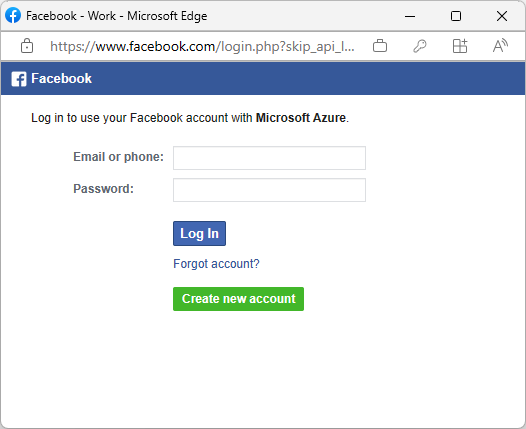 Facebook - Work - Microsoft Edge
https://www.facebook.com/login.php?skip_api_l...
Facebook
Log in to use your Facebook account with Microsoft Azure.
Email or phone:
Password:
Log In
Forgot account?
Create new account